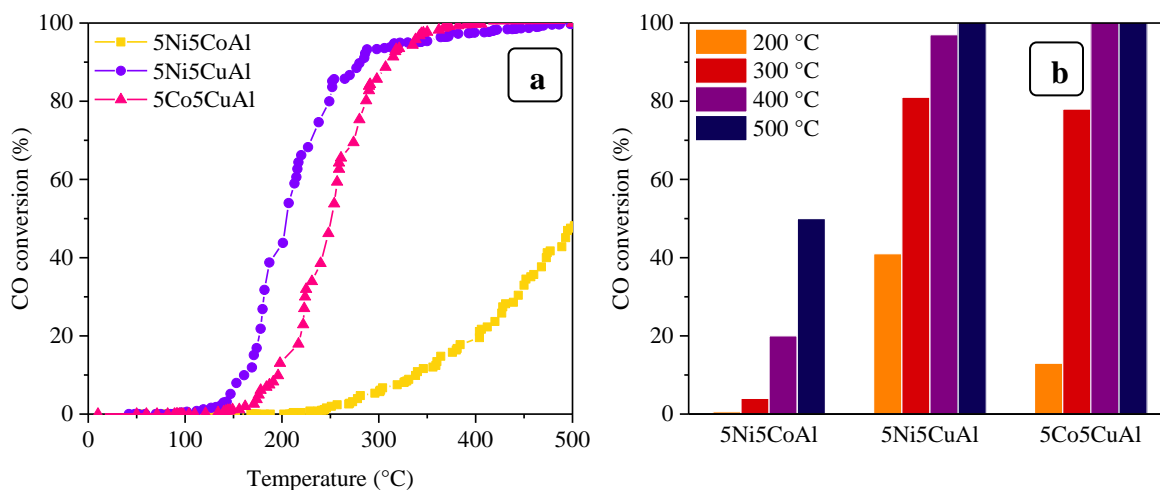 100
80
60
40
20
0
CO conversion (%)
5Ni5CoAl
5Ni5CuAl
5Co5CuAl
a
0 100 200 300 400 500
Temperature (°C)
100
80
60
40
20
0
CO conversion (%)
200 °C
300 °C
400 °C
500 °C
b
5Ni5CoAl 5Ni5CuAl 5Co5CuAl